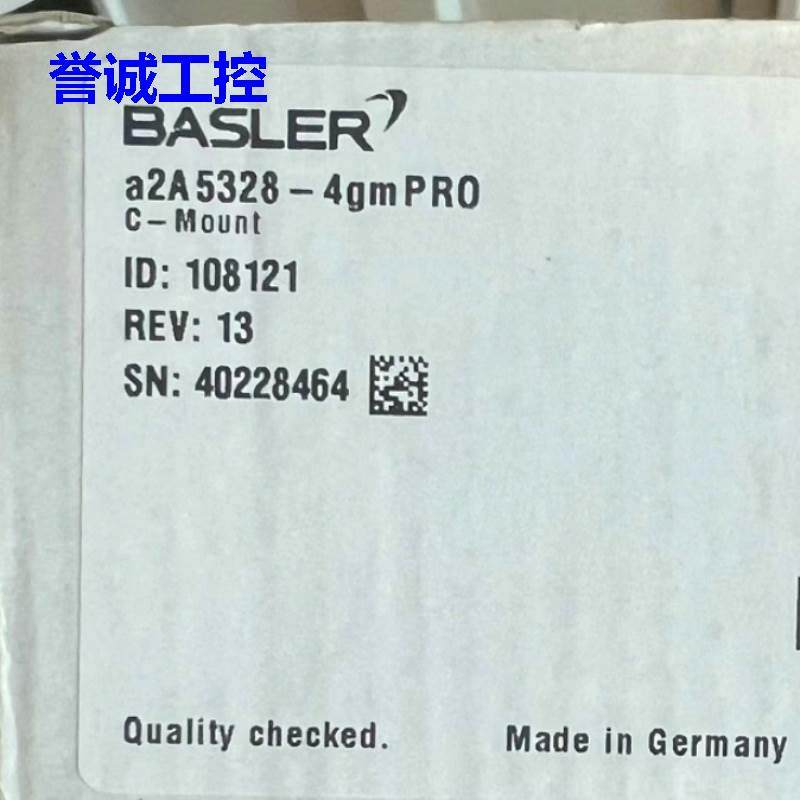 誉诚工控
BASLER
a2A5328-4gmPRO
C-Mount
ID: 108121
REV: 13
SN: 40228464
Quality checked.
Made in Germany